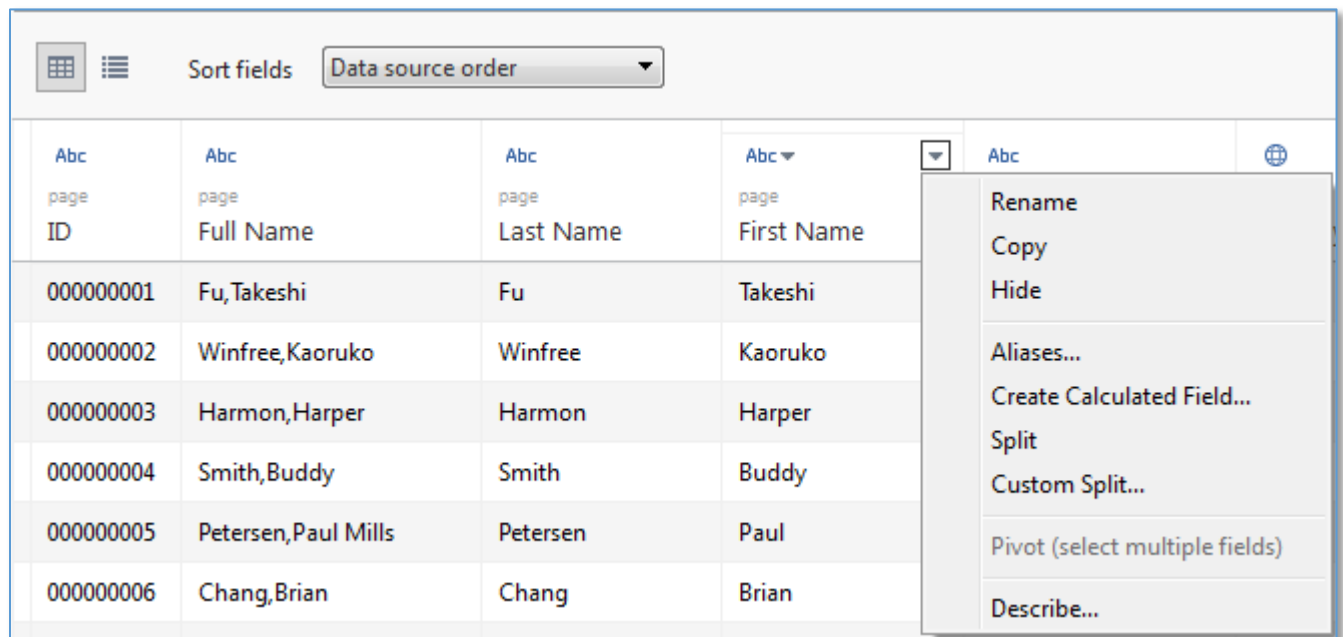 Sort fields Data source order
Abc Abc Abc Abc Abc
page page page page
ID Full Name Last Name First Name
000000001 Fu,Takeshi Fu Takeshi
000000002 Winfree,Kaoruko Winfree Kaoruko
000000003 Harmon,Harper Harmon Harper
000000004 Smith,Buddy Smith Buddy
000000005 Petersen,Paul Mills Petersen Paul
000000006 Chang,Brian Chang Brian
Rename
Copy
Hide
Aliases...
Create Calculated Field...
Split
Custom Split...
Pivot (select multiple fields)
Describe...